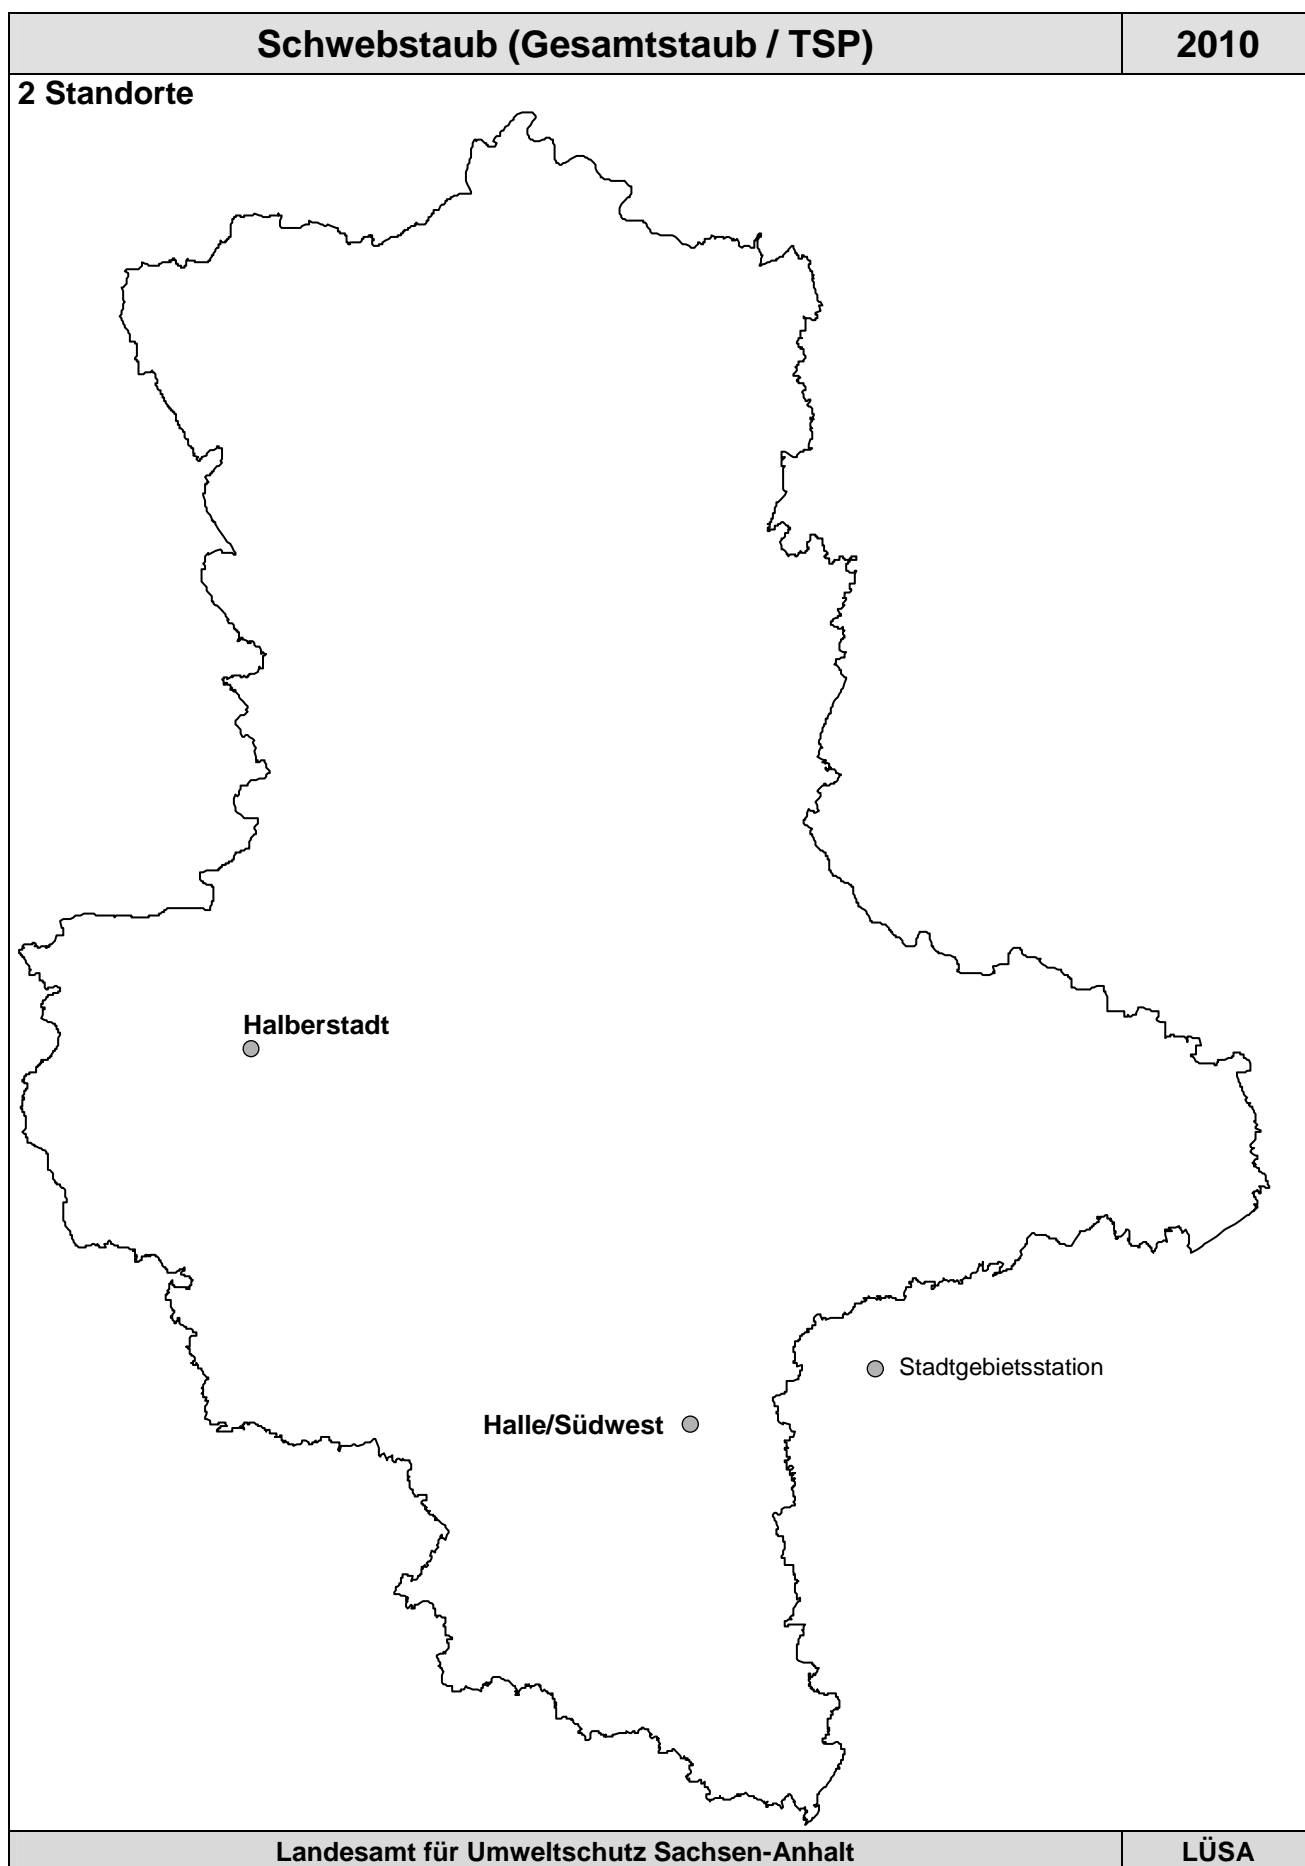 Schwebstaub (Gesamtstaub / TSP) 2010
2 Standorte
Halberstadt
Stadtgebietsstation
Halle/Südwest
Landesamt für Umweltschutz Sachsen-Anhalt LÜSA